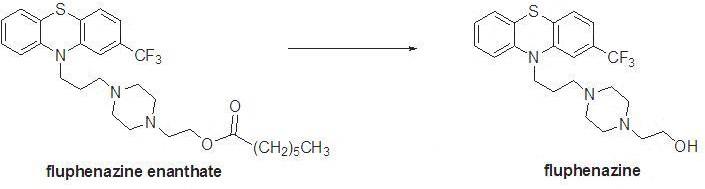 S
N
CF3
N
N
O
O
(CH2)5CH3
fluphenazine enanthate
S
N
CF3
N
N
OH
fluphenazine